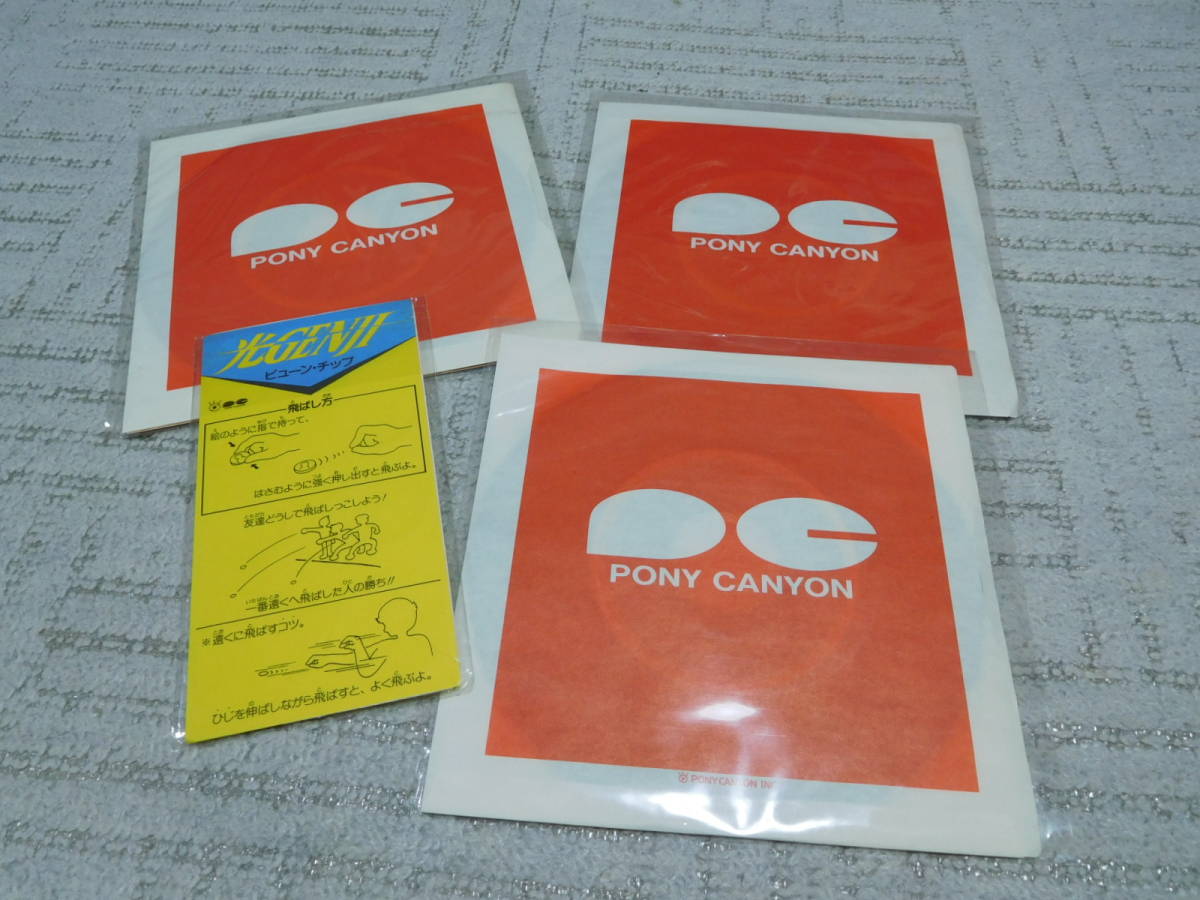 PONY CANYON
PONY CANYON
光GENJI
ピューン・チップ
飛ばし方
絵のように指で持って、
はさむように強く押し出すと飛ぶよ。
友達どうしで飛ばしっこしよう!
一番遠くへ飛ばした人の勝ち!!
※遠くに飛ばすコツ。
ひじを伸ばしながら飛ばすと、よく飛ぶよ。
PONY CANYON
PONY CANYON INC